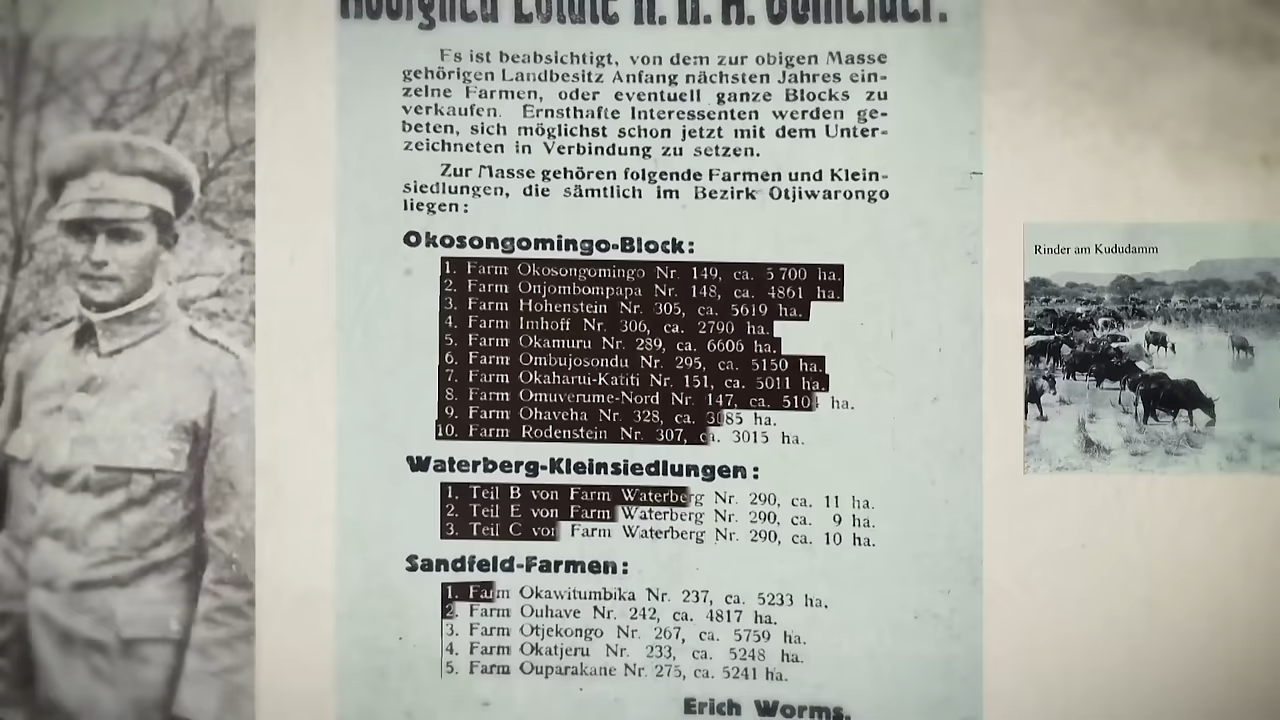 Assigned Estate H. H. A. Schneider.
Es ist beabsichtigt, von dem zur obigen Masse
gehörigen Landbesitz Anfang nächsten Jahres ein-
zelne Farmen, oder eventuell ganze Blocks zu
verkaufen. Ernsthafte Interessenten werden ge-
beten, sich möglichst schon jetzt mit dem Unter-
zeichneten in Verbindung zu setzen.
Zur Masse gehören folgende Farmen und Klein-
siedlungen, die sämtlich im Bezirk Otjiwarongo
liegen:
Okosongomingo-Block:
1. Farm Okosongomingo Nr. 149, ca. 5700 ha.
2. Farm Onjombompapa Nr. 148, ca. 4861 ha.
3. Farm Hohenstein Nr. 305, ca. 5619 ha.
4. Farm Imhoff Nr. 306, ca. 2790 ha.
5. Farm Okamuru Nr. 289, ca. 6606 ha.
6. Farm Ombujosondu Nr. 295, ca. 5150 ha.
7. Farm Okaharui-Katiti Nr. 151, ca. 5011 ha.
8. Farm Omuverume-Nord Nr. 147, ca. 5104 ha.
9. Farm Ohaveha Nr. 328, ca. 3085 ha.
10. Farm Rodenstein Nr. 307, ca. 3015 ha.
Waterberg-Kleinsiedlungen:
1. Teil B von Farm Waterberg Nr. 290, ca. 11 ha.
2. Teil E von Farm Waterberg Nr. 290, ca. 9 ha.
3. Teil C von Farm Waterberg Nr. 290, ca. 10 ha.
Sandfeld-Farmen:
1. Farm Okawitumbika Nr. 237, ca. 5233 ha.
2. Farm Ouhave Nr. 242, ca. 4817 ha.
3. Farm Otjekongo Nr. 267, ca. 5759 ha.
4. Farm Okatjeru Nr. 233, ca. 5248 ha.
5. Farm Ouparakane Nr. 275, ca. 5241 ha.
Erich Worms.
Rinder am Kududamm